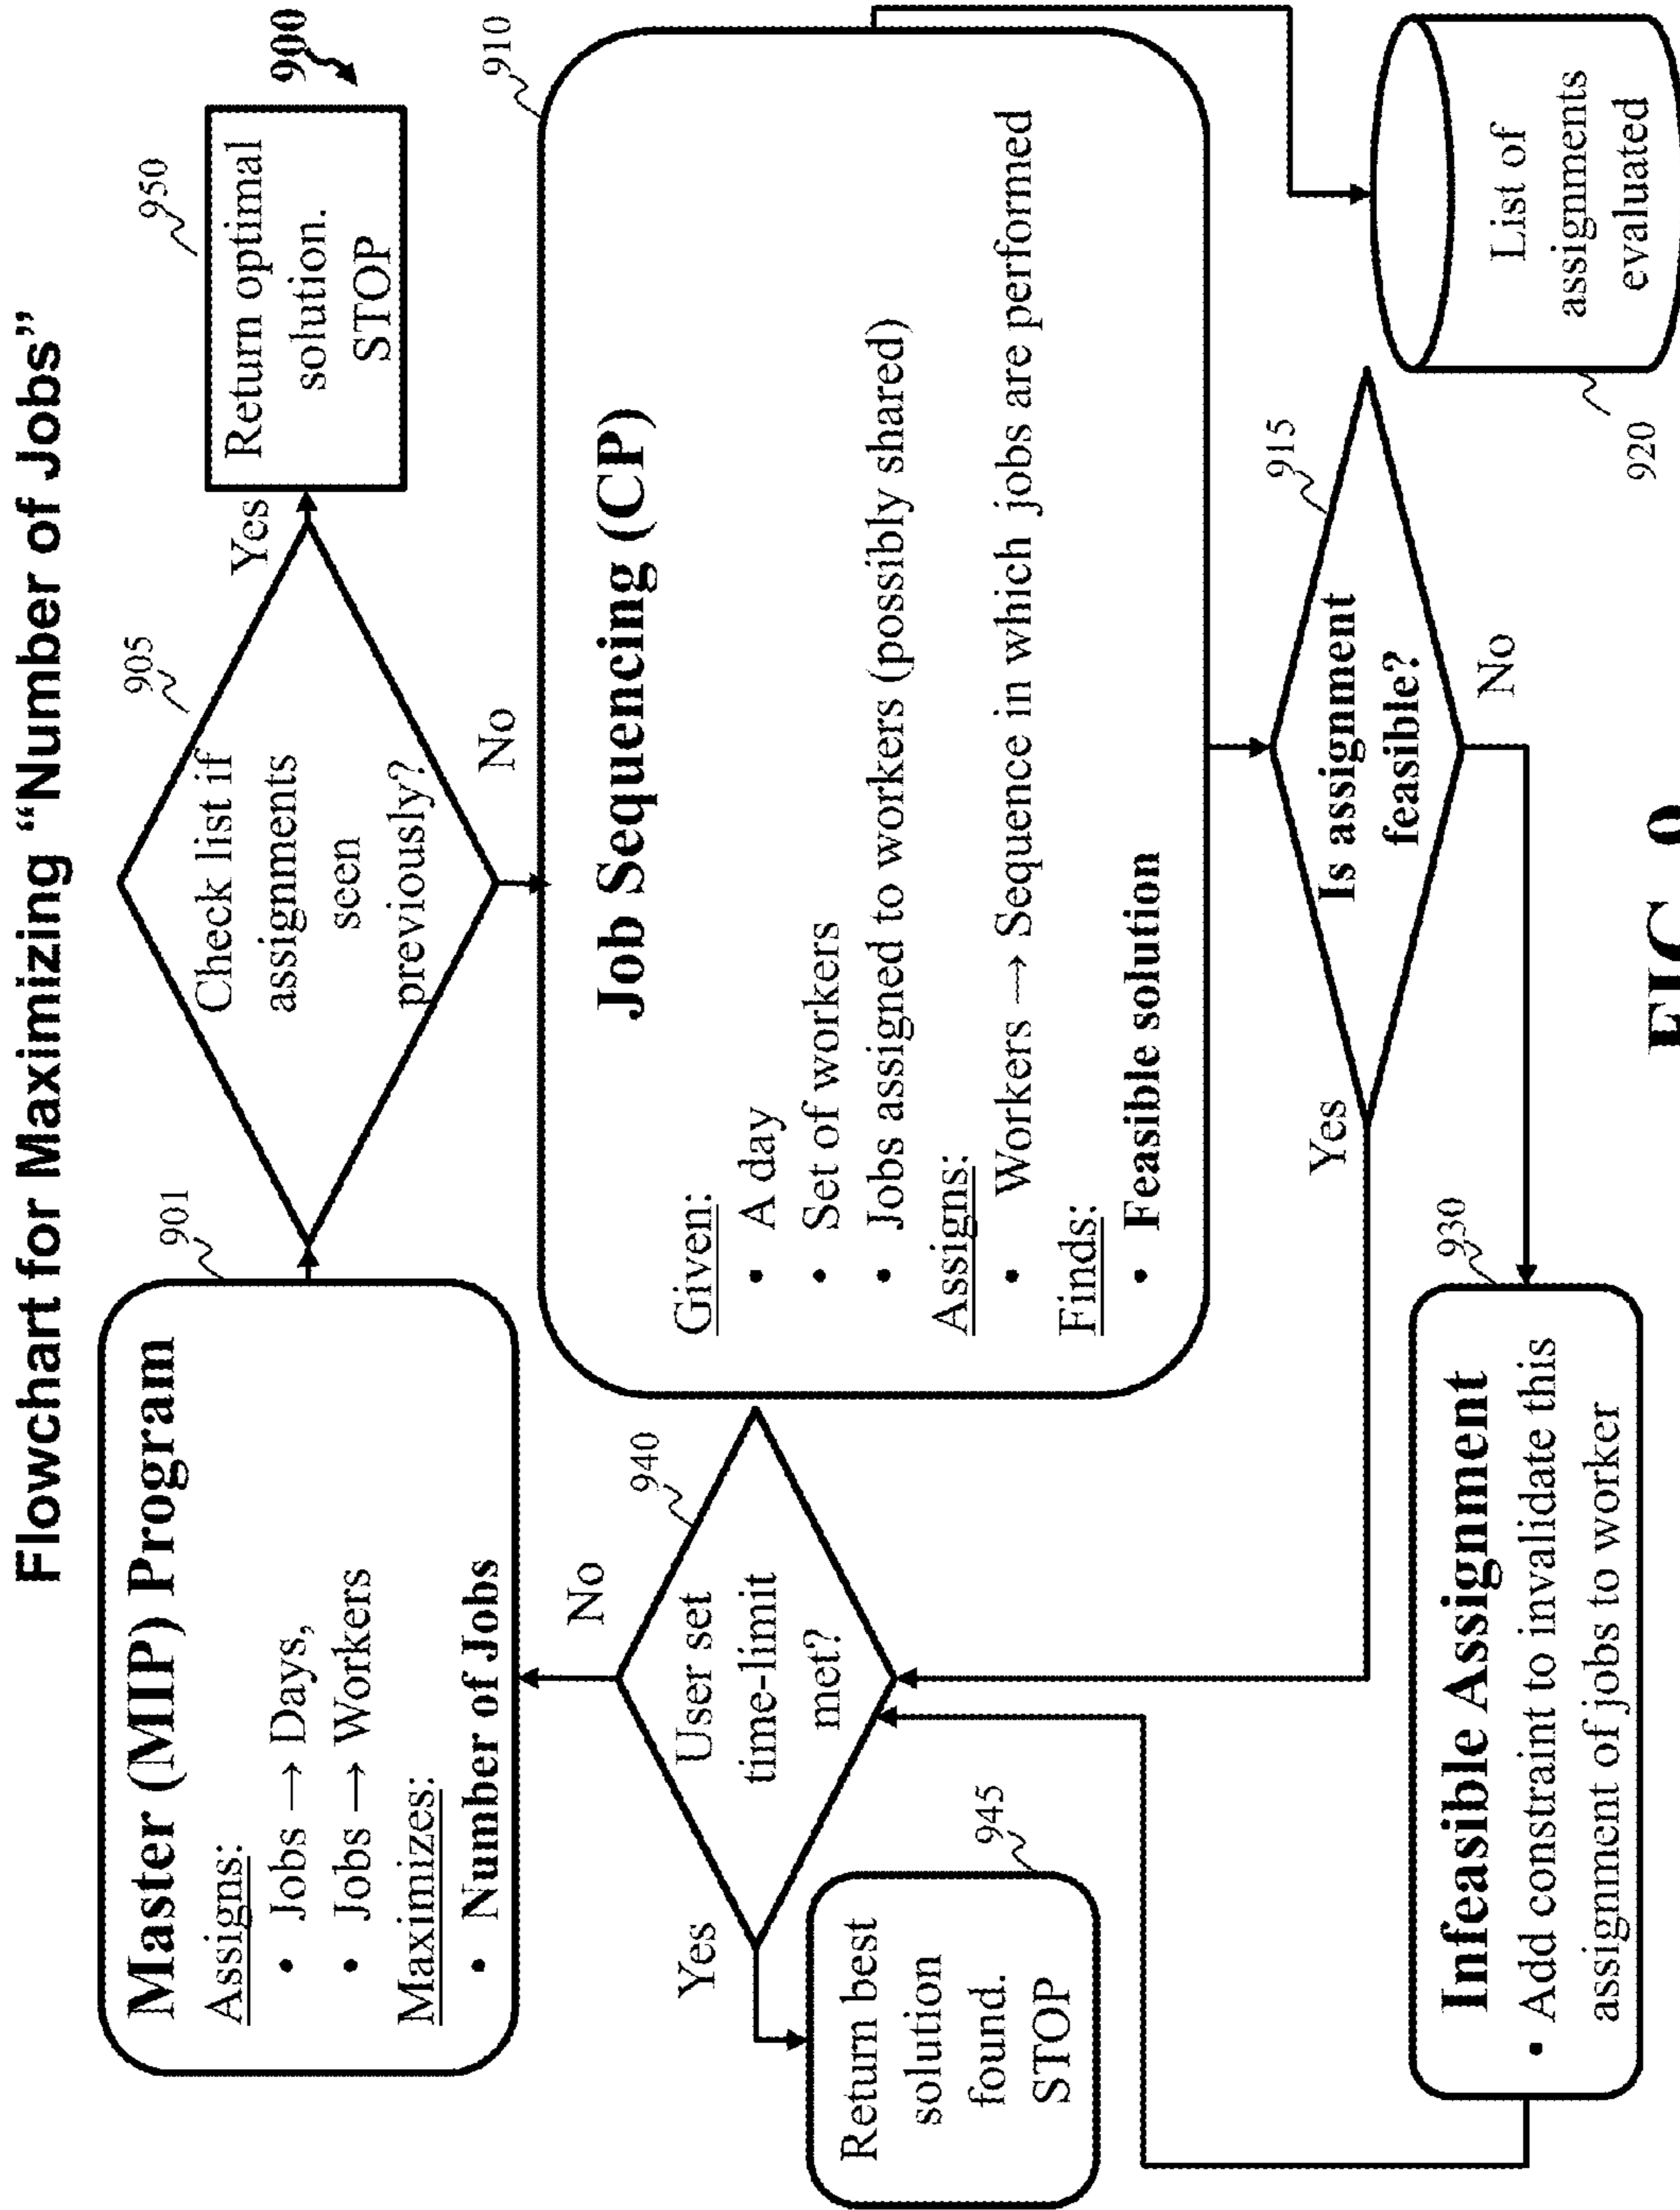 Flowchart for Maximizing “Number of Jobs”
900
901
Master (MIP) Program
Assigns:
• Jobs → Days,
• Jobs → Workers
Maximizes:
• Number of Jobs
905
Check list if
assignments
seen
previously?
Yes
No
950
Return optimal
solution.
STOP
910
Job Sequencing (CP)
Given:
• A day
• Set of workers
• Jobs assigned to workers (possibly shared)
Assigns:
• Workers → Sequence in which jobs are performed
Finds:
• Feasible solution
940
User set
time-limit
met?
No
Yes
945
Return best
solution
found.
STOP
915
Is assignment
feasible?
Yes
No
920
List of
assignments
evaluated
930
Infeasible Assignment
• Add constraint to invalidate this
assignment of jobs to worker
FIG. 9